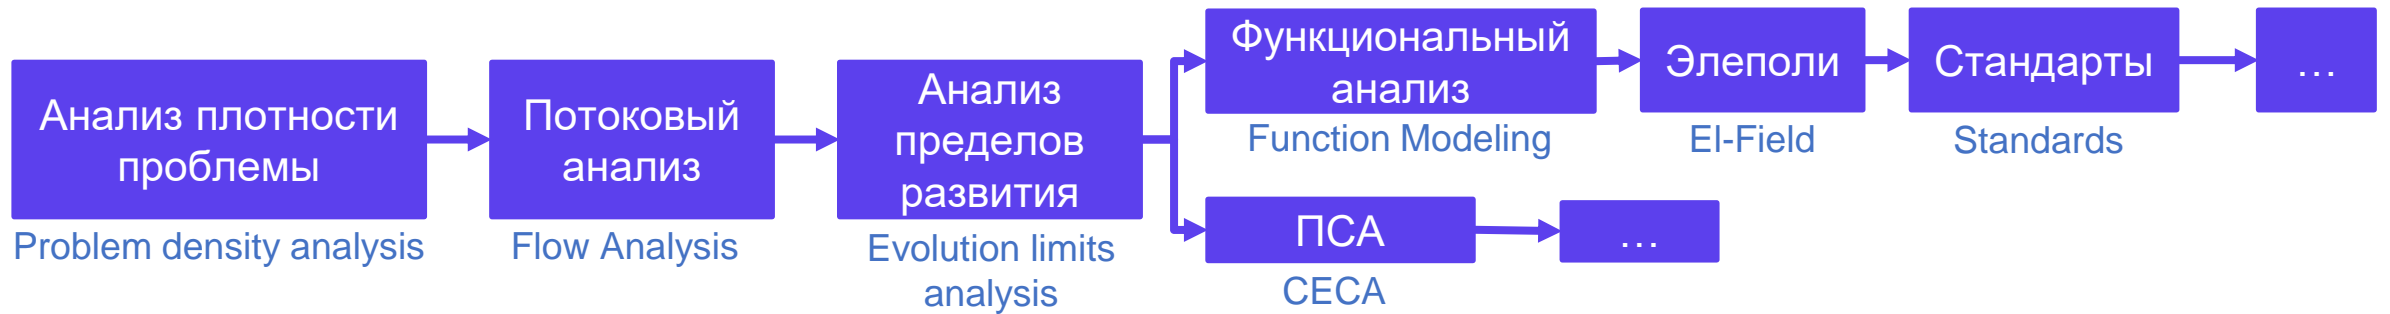 Анализ плотности
проблемы
Problem density analysis
Потоковый
анализ
Flow Analysis
Анализ
пределов
развития
Evolution limits
analysis
Функциональный
анализ
Function Modeling
Элеполи
El-Field
Стандарты
Standards
…
ПСА
CECA
…